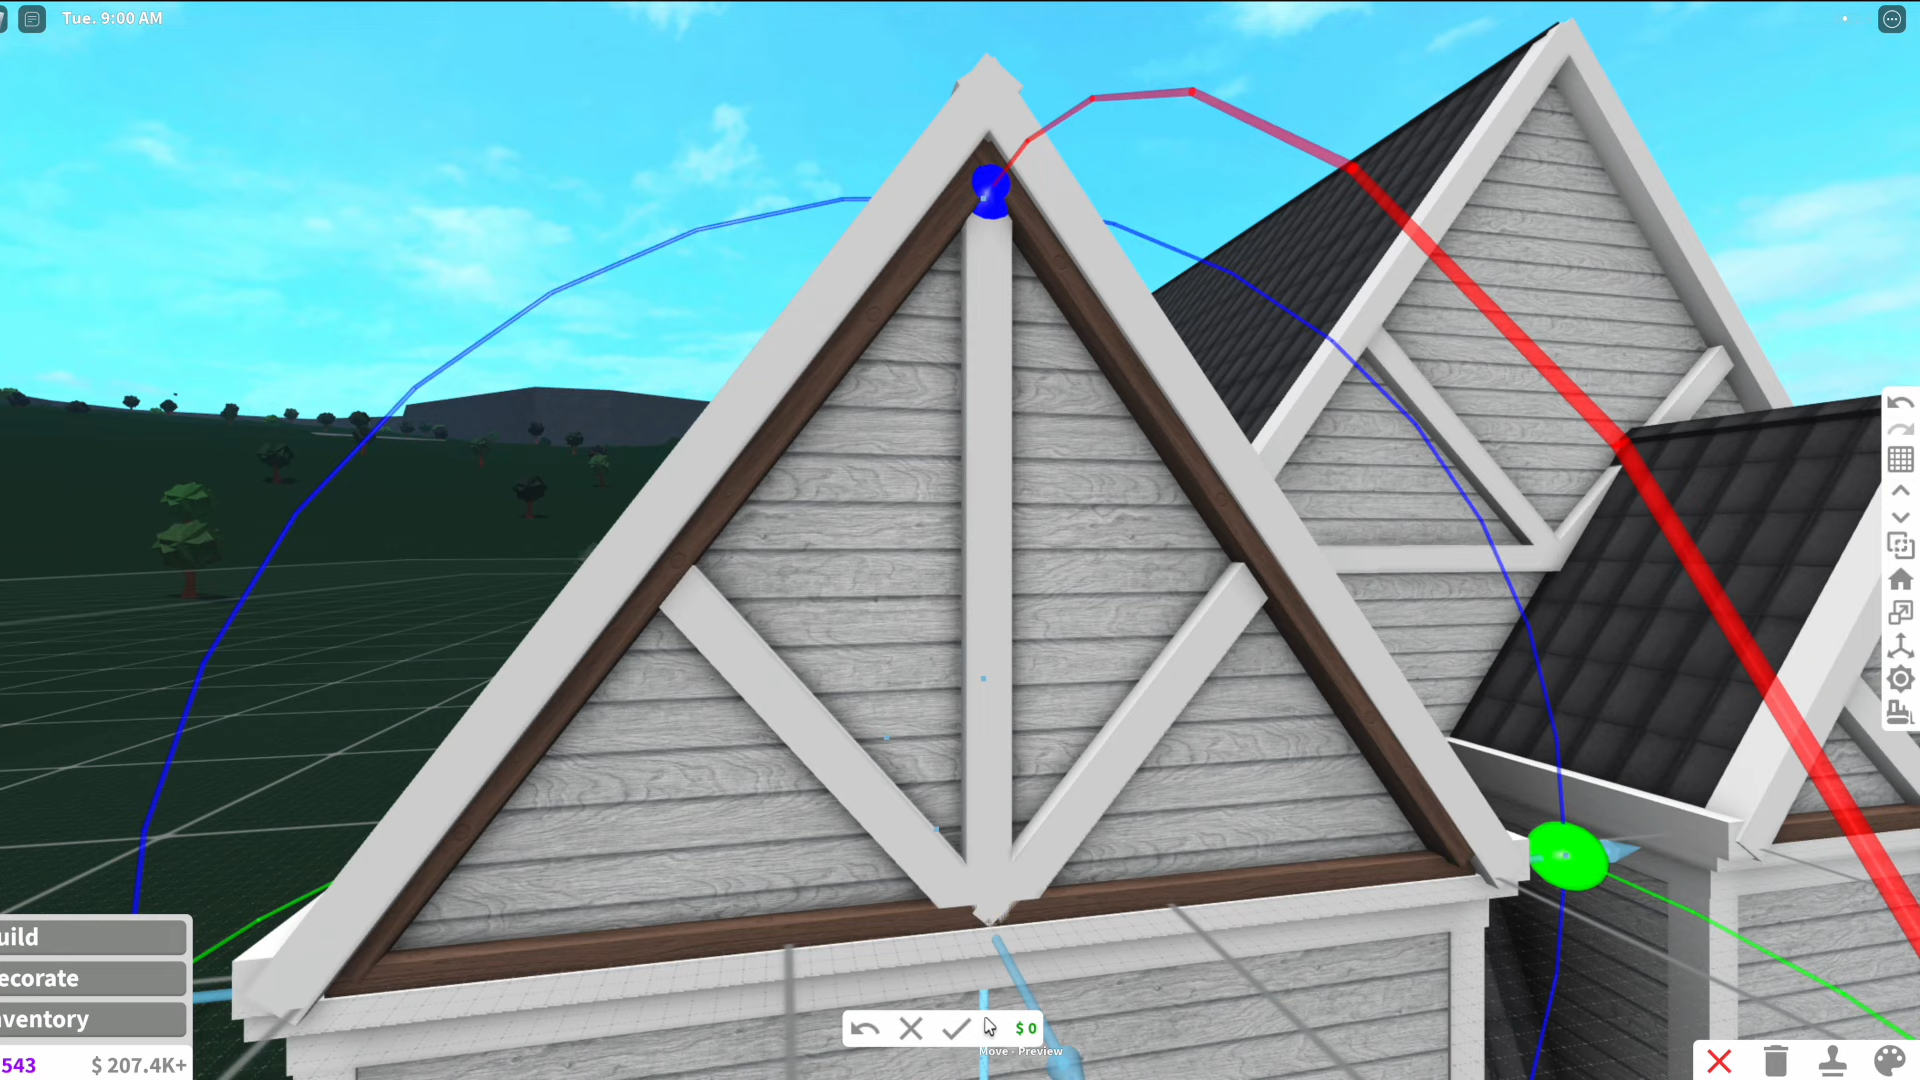 Tue. 9:00 AM
uild
ecorate
nventory
543
$ 207.4K+
$ 0
Move - Preview